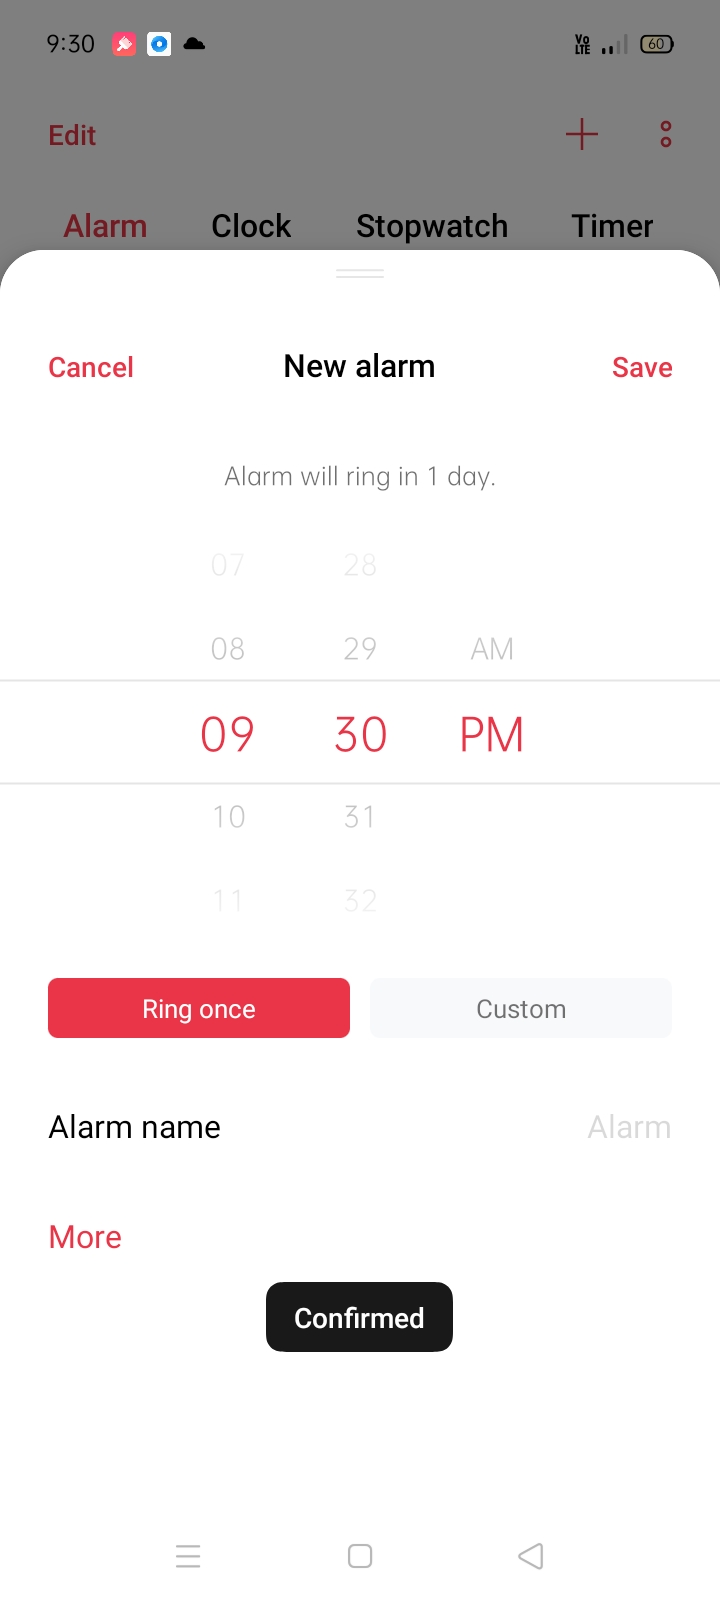 9:30 Vo LTE 60
Edit
Alarm Clock Stopwatch Timer
Cancel New alarm Save
Alarm will ring in 1 day.
07 28
08 29 AM
09 30 PM
10 31
11 32
Ring once Custom
Alarm name Alarm
More
Confirmed